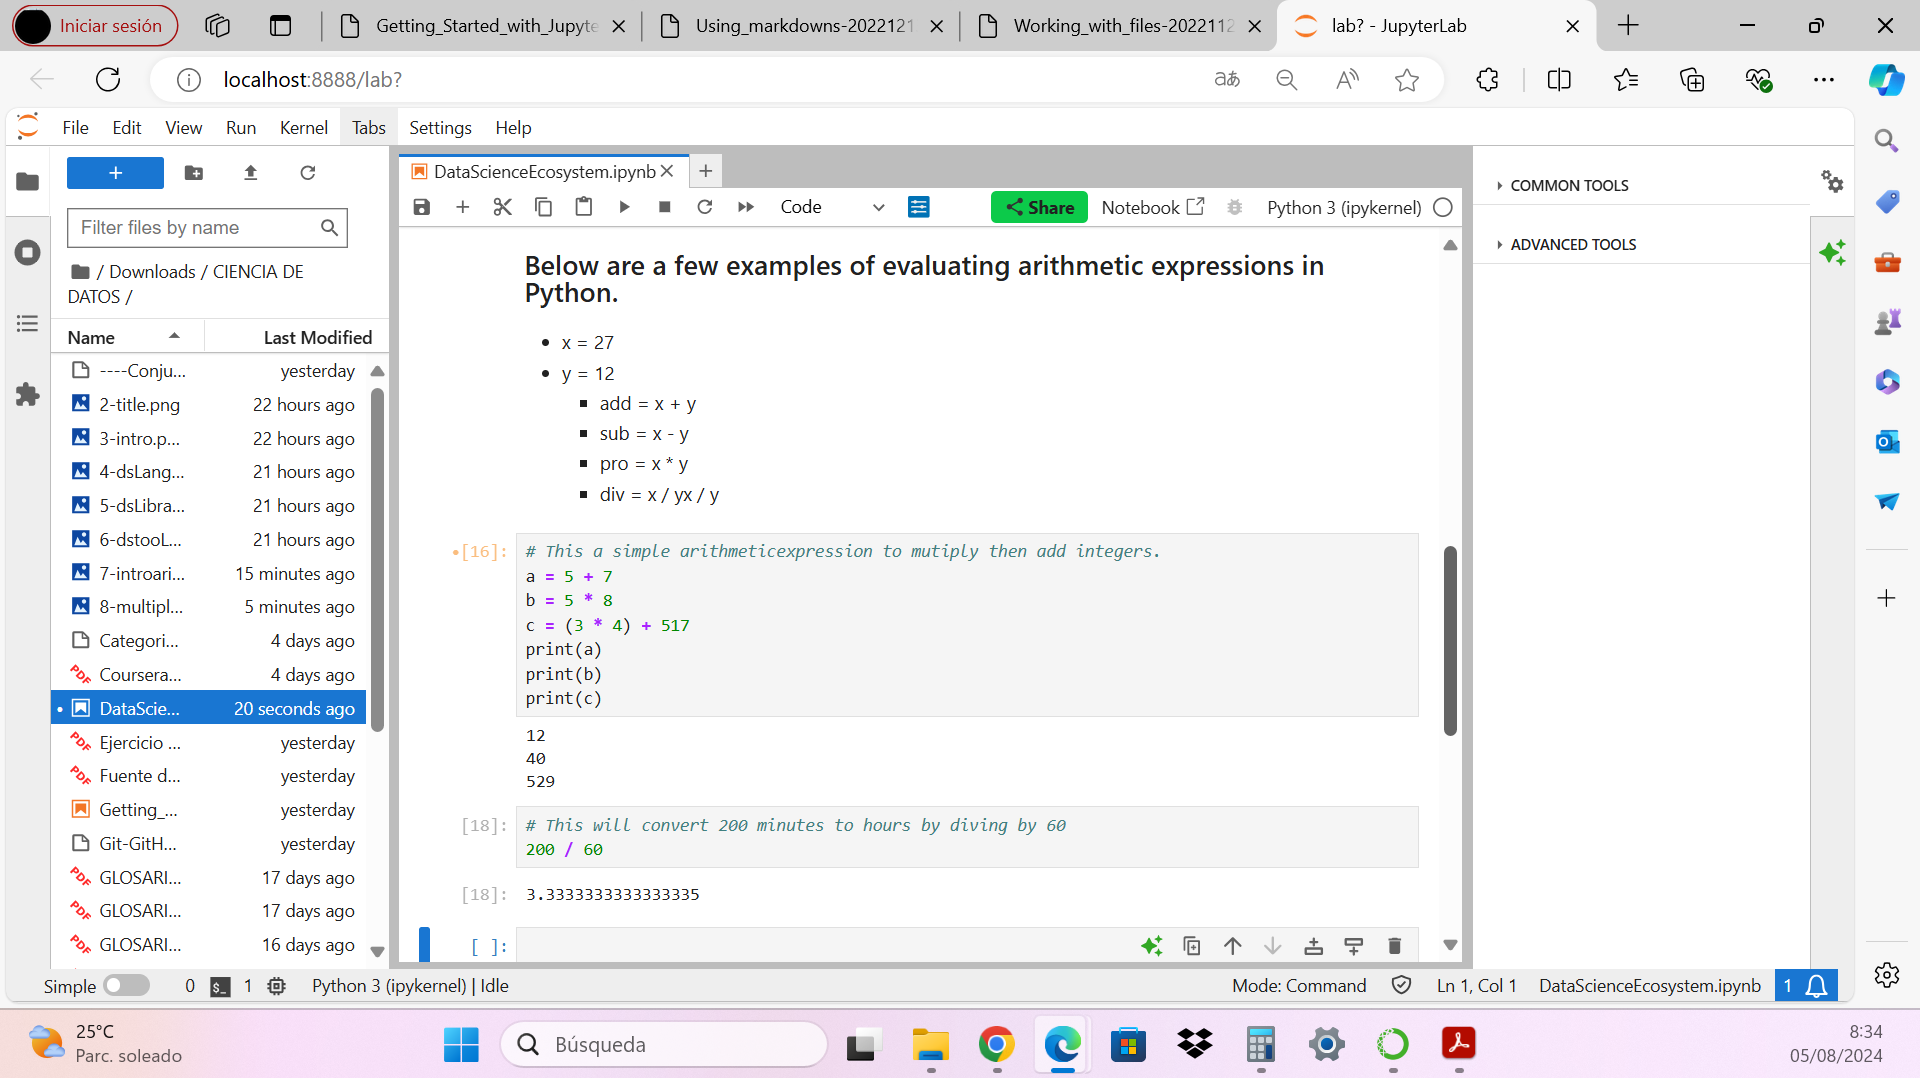 Iniciar sesión
Getting_Started_with_Jupyte
Using_markdowns-2022121
Working_with_files-2022112
lab? - JupyterLab
localhost:8888/lab?
File Edit View Run Kernel Tabs Settings Help
DataScienceEcosystem.ipynb
Filter files by name
/ Downloads / CIENCIA DE
DATOS /
Name Last Modified
----Conju... yesterday
2-title.png 22 hours ago
3-intro.p... 22 hours ago
4-dsLang... 21 hours ago
5-dsLibra... 21 hours ago
6-dstooL... 21 hours ago
7-introari... 15 minutes ago
8-multipl... 5 minutes ago
Categori... 4 days ago
Coursera... 4 days ago
DataScie... 20 seconds ago
Ejercicio ... yesterday
Fuente d... yesterday
Getting_... yesterday
Git-GitH... yesterday
GLOSARI... 17 days ago
GLOSARI... 17 days ago
GLOSARI... 16 days ago
Code
Share
Notebook
Python 3 (ipykernel)
Below are a few examples of evaluating arithmetic expressions in
Python.
x = 27
y = 12
add = x + y
sub = x - y
pro = x * y
div = x / yx / y
[16]:
# This a simple arithmeticexpression to mutiply then add integers.
a = 5 + 7
b = 5 * 8
c = (3 * 4) + 517
print(a)
print(b)
print(c)
12
40
529
[18]:
# This will convert 200 minutes to hours by diving by 60
200 / 60
[18]: 3.3333333333333335
[ ]:
COMMON TOOLS
ADVANCED TOOLS
Simple 0 $_ 1 Python 3 (ipykernel) | Idle
Mode: Command Ln 1, Col 1 DataScienceEcosystem.ipynb 1
25°C
Parc. soleado
Búsqueda
8:34
05/08/2024